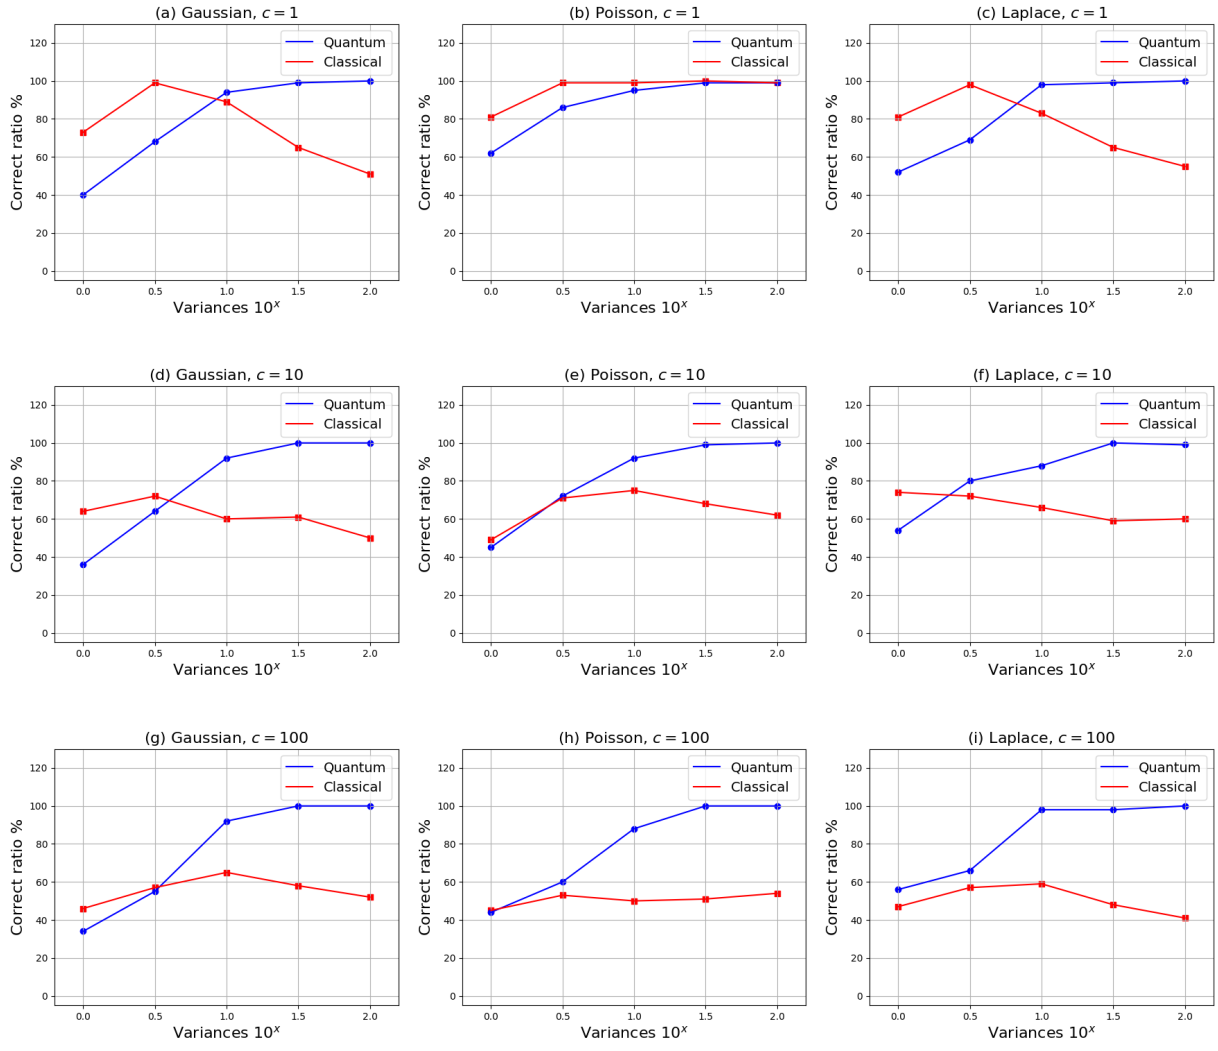 (a) Gaussian, c = 1
Correct ratio %
120
100
80
60
40
20
0
Quantum
Classical
0.0 0.5 1.0 1.5 2.0
Variances 10^x
(b) Poisson, c = 1
Correct ratio %
120
100
80
60
40
20
0
Quantum
Classical
0.0 0.5 1.0 1.5 2.0
Variances 10^x
(c) Laplace, c = 1
Correct ratio %
120
100
80
60
40
20
0
Quantum
Classical
0.0 0.5 1.0 1.5 2.0
Variances 10^x
(d) Gaussian, c = 10
Correct ratio %
120
100
80
60
40
20
0
Quantum
Classical
0.0 0.5 1.0 1.5 2.0
Variances 10^x
(e) Poisson, c = 10
Correct ratio %
120
100
80
60
40
20
0
Quantum
Classical
0.0 0.5 1.0 1.5 2.0
Variances 10^x
(f) Laplace, c = 10
Correct ratio %
120
100
80
60
40
20
0
Quantum
Classical
0.0 0.5 1.0 1.5 2.0
Variances 10^x
(g) Gaussian, c = 100
Correct ratio %
120
100
80
60
40
20
0
Quantum
Classical
0.0 0.5 1.0 1.5 2.0
Variances 10^x
(h) Poisson, c = 100
Correct ratio %
120
100
80
60
40
20
0
Quantum
Classical
0.0 0.5 1.0 1.5 2.0
Variances 10^x
(i) Laplace, c = 100
Correct ratio %
120
100
80
60
40
20
0
Quantum
Classical
0.0 0.5 1.0 1.5 2.0
Variances 10^x